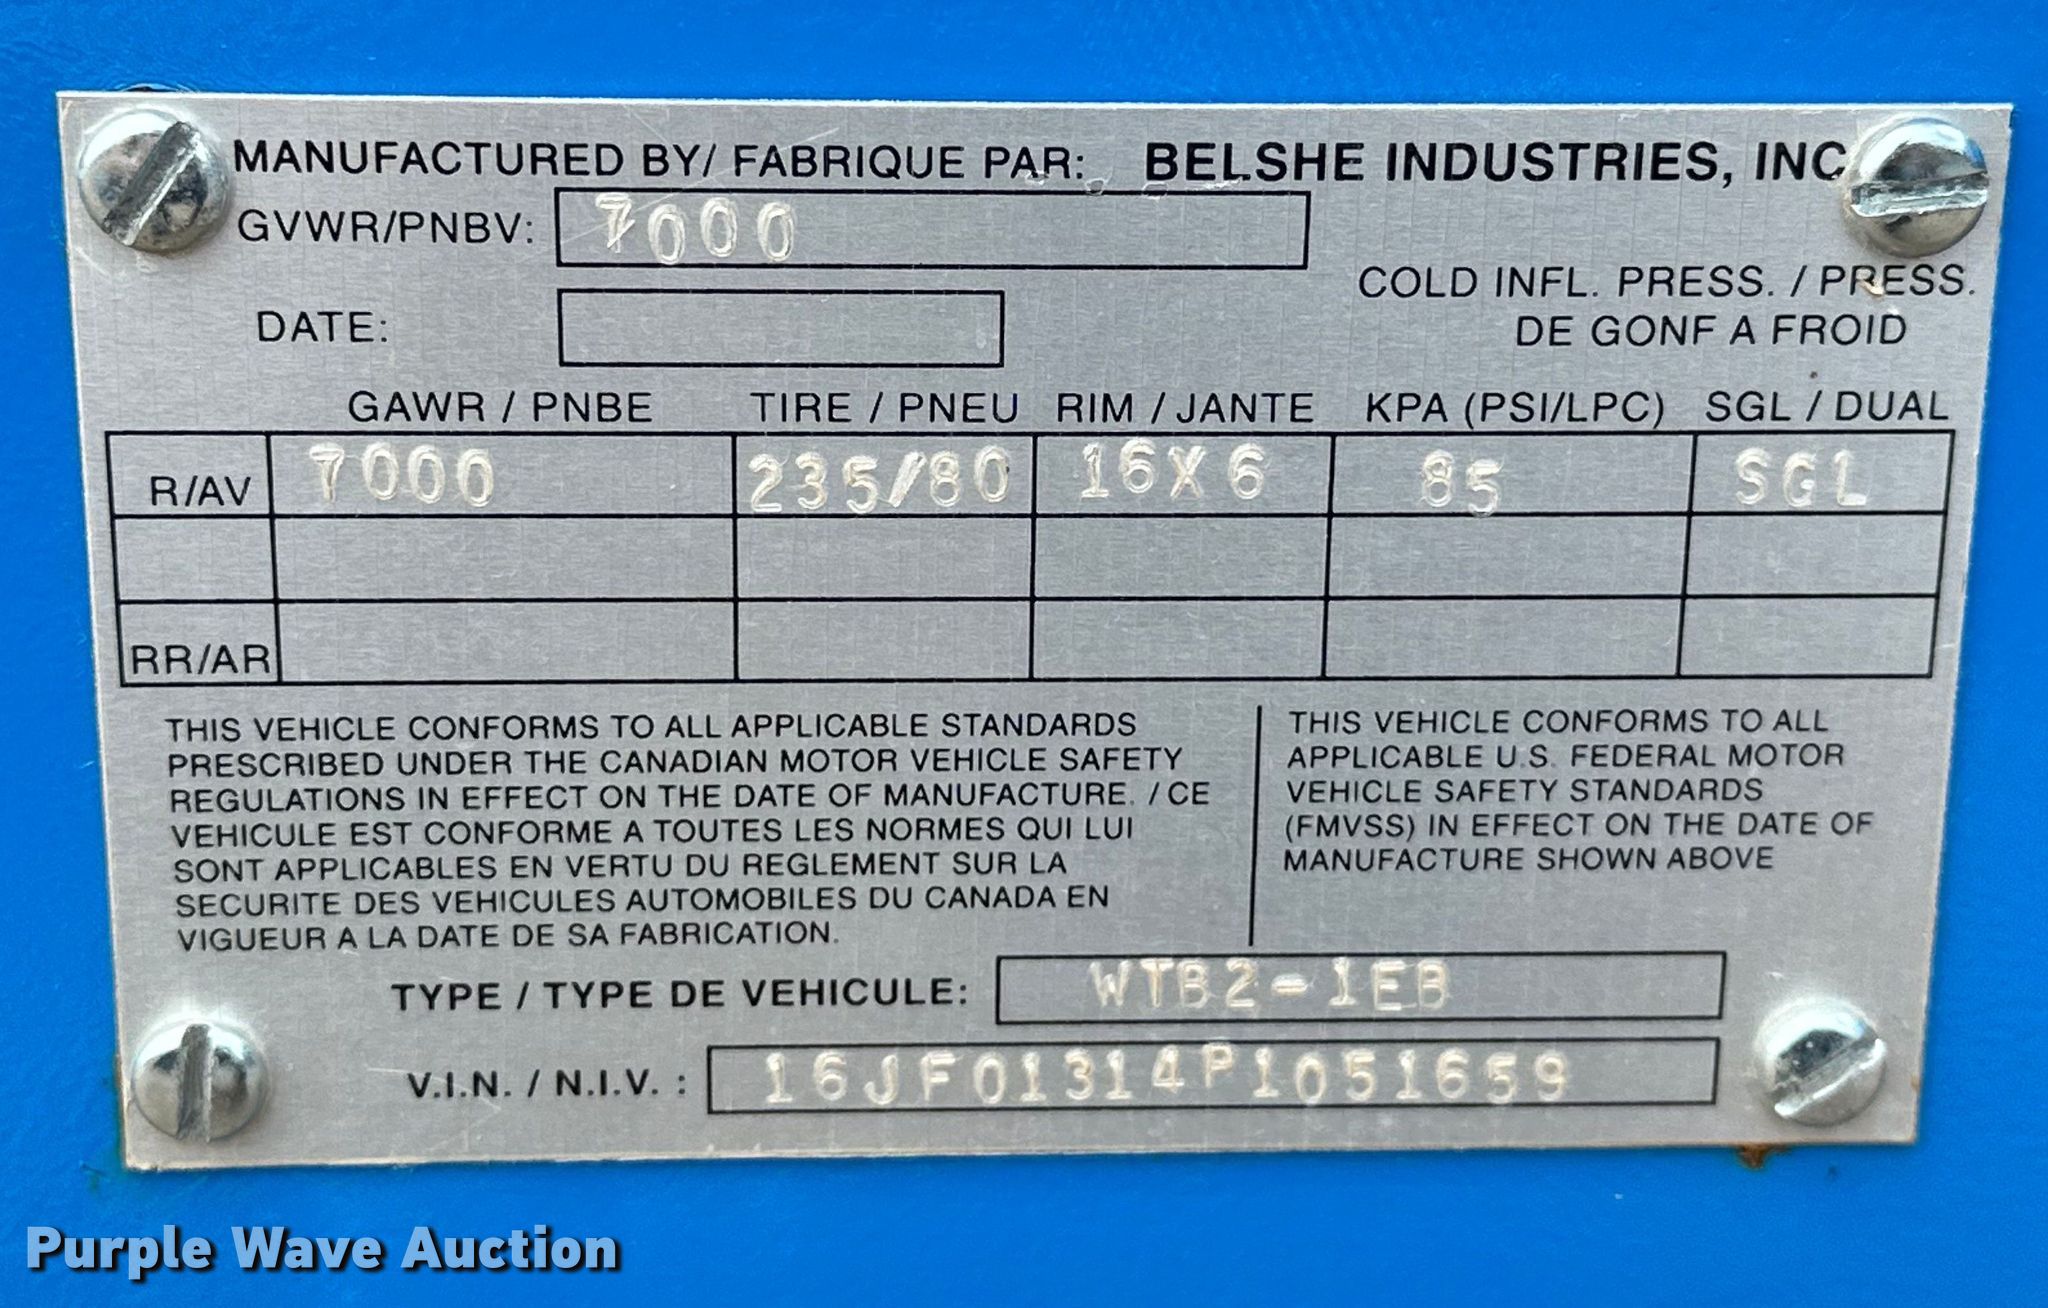 MANUFACTURED BY/ FABRIQUE PAR: BELSHE INDUSTRIES, INC
GVWR/PNBV: 7000
COLD INFL. PRESS. / PRESS.
DATE:
DE GONF A FROID
GAWR / PNBE TIRE / PNEU RIM / JANTE KPA (PSI/LPC) SGL / DUAL
R/AV 7000 235/80 16X6 85 SGL
RR/AR
THIS VEHICLE CONFORMS TO ALL APPLICABLE STANDARDS
PRESCRIBED UNDER THE CANADIAN MOTOR VEHICLE SAFETY
REGULATIONS IN EFFECT ON THE DATE OF MANUFACTURE. / CE
VEHICULE EST CONFORME A TOUTES LES NORMES QUI LUI
SONT APPLICABLES EN VERTU DU REGLEMENT SUR LA
SECURITE DES VEHICULES AUTOMOBILES DU CANADA EN
VIGUEUR A LA DATE DE SA FABRICATION.
THIS VEHICLE CONFORMS TO ALL
APPLICABLE U.S. FEDERAL MOTOR
VEHICLE SAFETY STANDARDS
(FMVSS) IN EFFECT ON THE DATE OF
MANUFACTURE SHOWN ABOVE
TYPE / TYPE DE VEHICULE: WTB2-1EB
V.I.N. / N.I.V. : 16JF01314P1051659
Purple Wave Auction